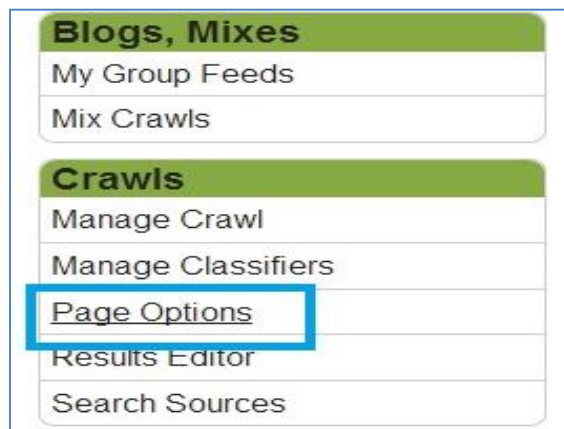 Blogs, Mixes
My Group Feeds
Mix Crawls
Crawls
Manage Crawl
Manage Classifiers
Page Options
Results Editor
Search Sources